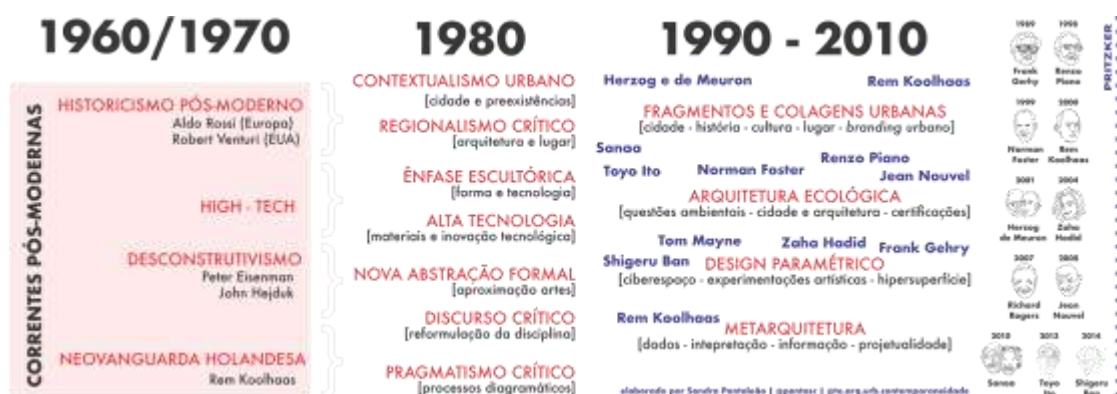 1960/1970
CORRENTES PÓS-MODERNAS
HISTORICISMO PÓS-MODERNO
Aldo Rossi (Europa)
Robert Venturi (EUA)
HIGH - TECH
DESCONSTRUTIVISMO
Peter Eisenman
John Hejduk
NEOVANGUARDA HOLANDESA
Rem Koolhaas
1980
CONTEXTUALISMO URBANO
[cidade e preexistências]
REGIONALISMO CRÍTICO
[arquitetura e lugar]
ÊNFASE ESCULTÓRICA
[forma e tecnologia]
ALTA TECNOLOGIA
[materiais e inovação tecnológica]
NOVA ABSTRAÇÃO FORMAL
[aproximação artes]
DISCURSO CRÍTICO
[reformulação da disciplina]
PRAGMATISMO CRÍTICO
[processos diagramáticos]
1990 - 2010
Herzog e de Meuron
Rem Koolhaas
FRAGMENTOS E COLAGENS URBANAS
[cidade - história - cultura - lugar - branding urbano]
Sanaa
Toyo Ito
Norman Foster
Renzo Piano
Jean Nouvel
ARQUITETURA ECOLÓGICA
[questões ambientais - cidade e arquitetura - certificações]
Tom Mayne
Zaha Hadid
Frank Gehry
Shigeru Ban
DESIGN PARAMÉTRICO
[ciberespaço - experimentações artísticas - hipersuperfície]
Rem Koolhaas
METARQUITETURA
[dados - intepretação - informação - projetualidade]
elaborado por Sandra Pantaleão
PRITZKER
1989 1998
Frank Renzo
Gerhy Piano
1999 2000
Norman Rem
Foster Koolhaas
2001 2004
Herzog Zaha
de Meuron Hadid
2007 2008
Richard Jean
Rogers Nouvel
2010 2013 2014
Sanaa Toyo Shigeru
Ito Ban